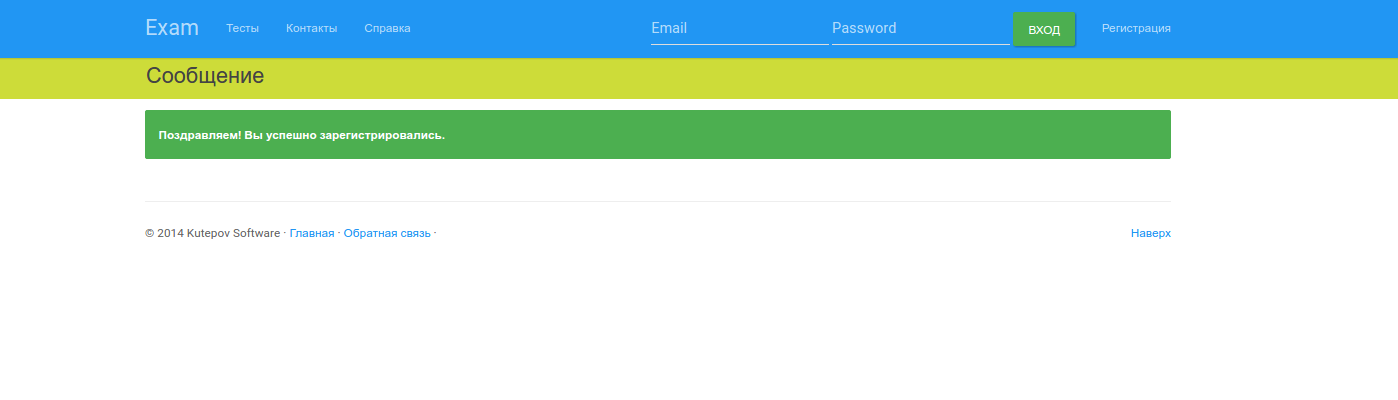 Exam Тесты Контакты Справка Email Password ВХОД Регистрация
Сообщение
Поздравляем! Вы успешно зарегистрировались.
© 2014 Kutepov Software · Главная · Обратная связь · Наверх